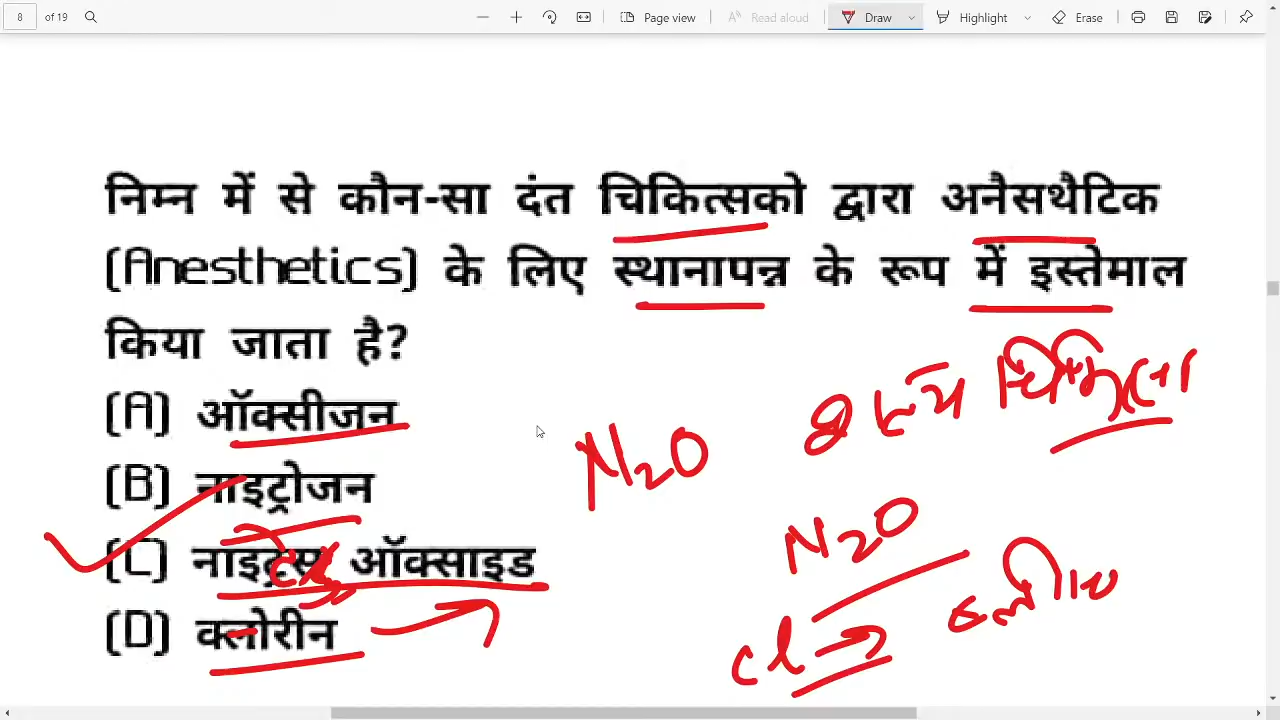 8 of 19 Page view Read aloud Draw Highlight Erase
निम्न में से कौन-सा दंत चिकित्सको द्वारा अनैसथैटिक
(Anesthetics) के लिए स्थानापन्न के रूप में इस्तेमाल
किया जाता है?
(A) ऑक्सीजन
(B) नाइट्रोजन
(C) नाइट्रस ऑक्साइड
(D) क्लोरीन
N2O
चिकित्सा
N2O
Cl
Cl